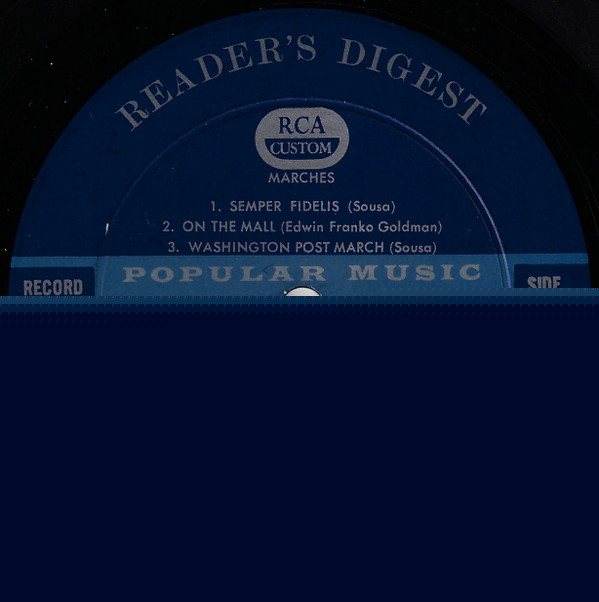 READER'S DIGEST
RCA
CUSTOM
MARCHES
1. SEMPER FIDELIS (Sousa)
2. ON THE MALL (Edwin Franko Goldman)
3. WASHINGTON POST MARCH (Sousa)
POPULAR MUSIC
RECORD
SIDE